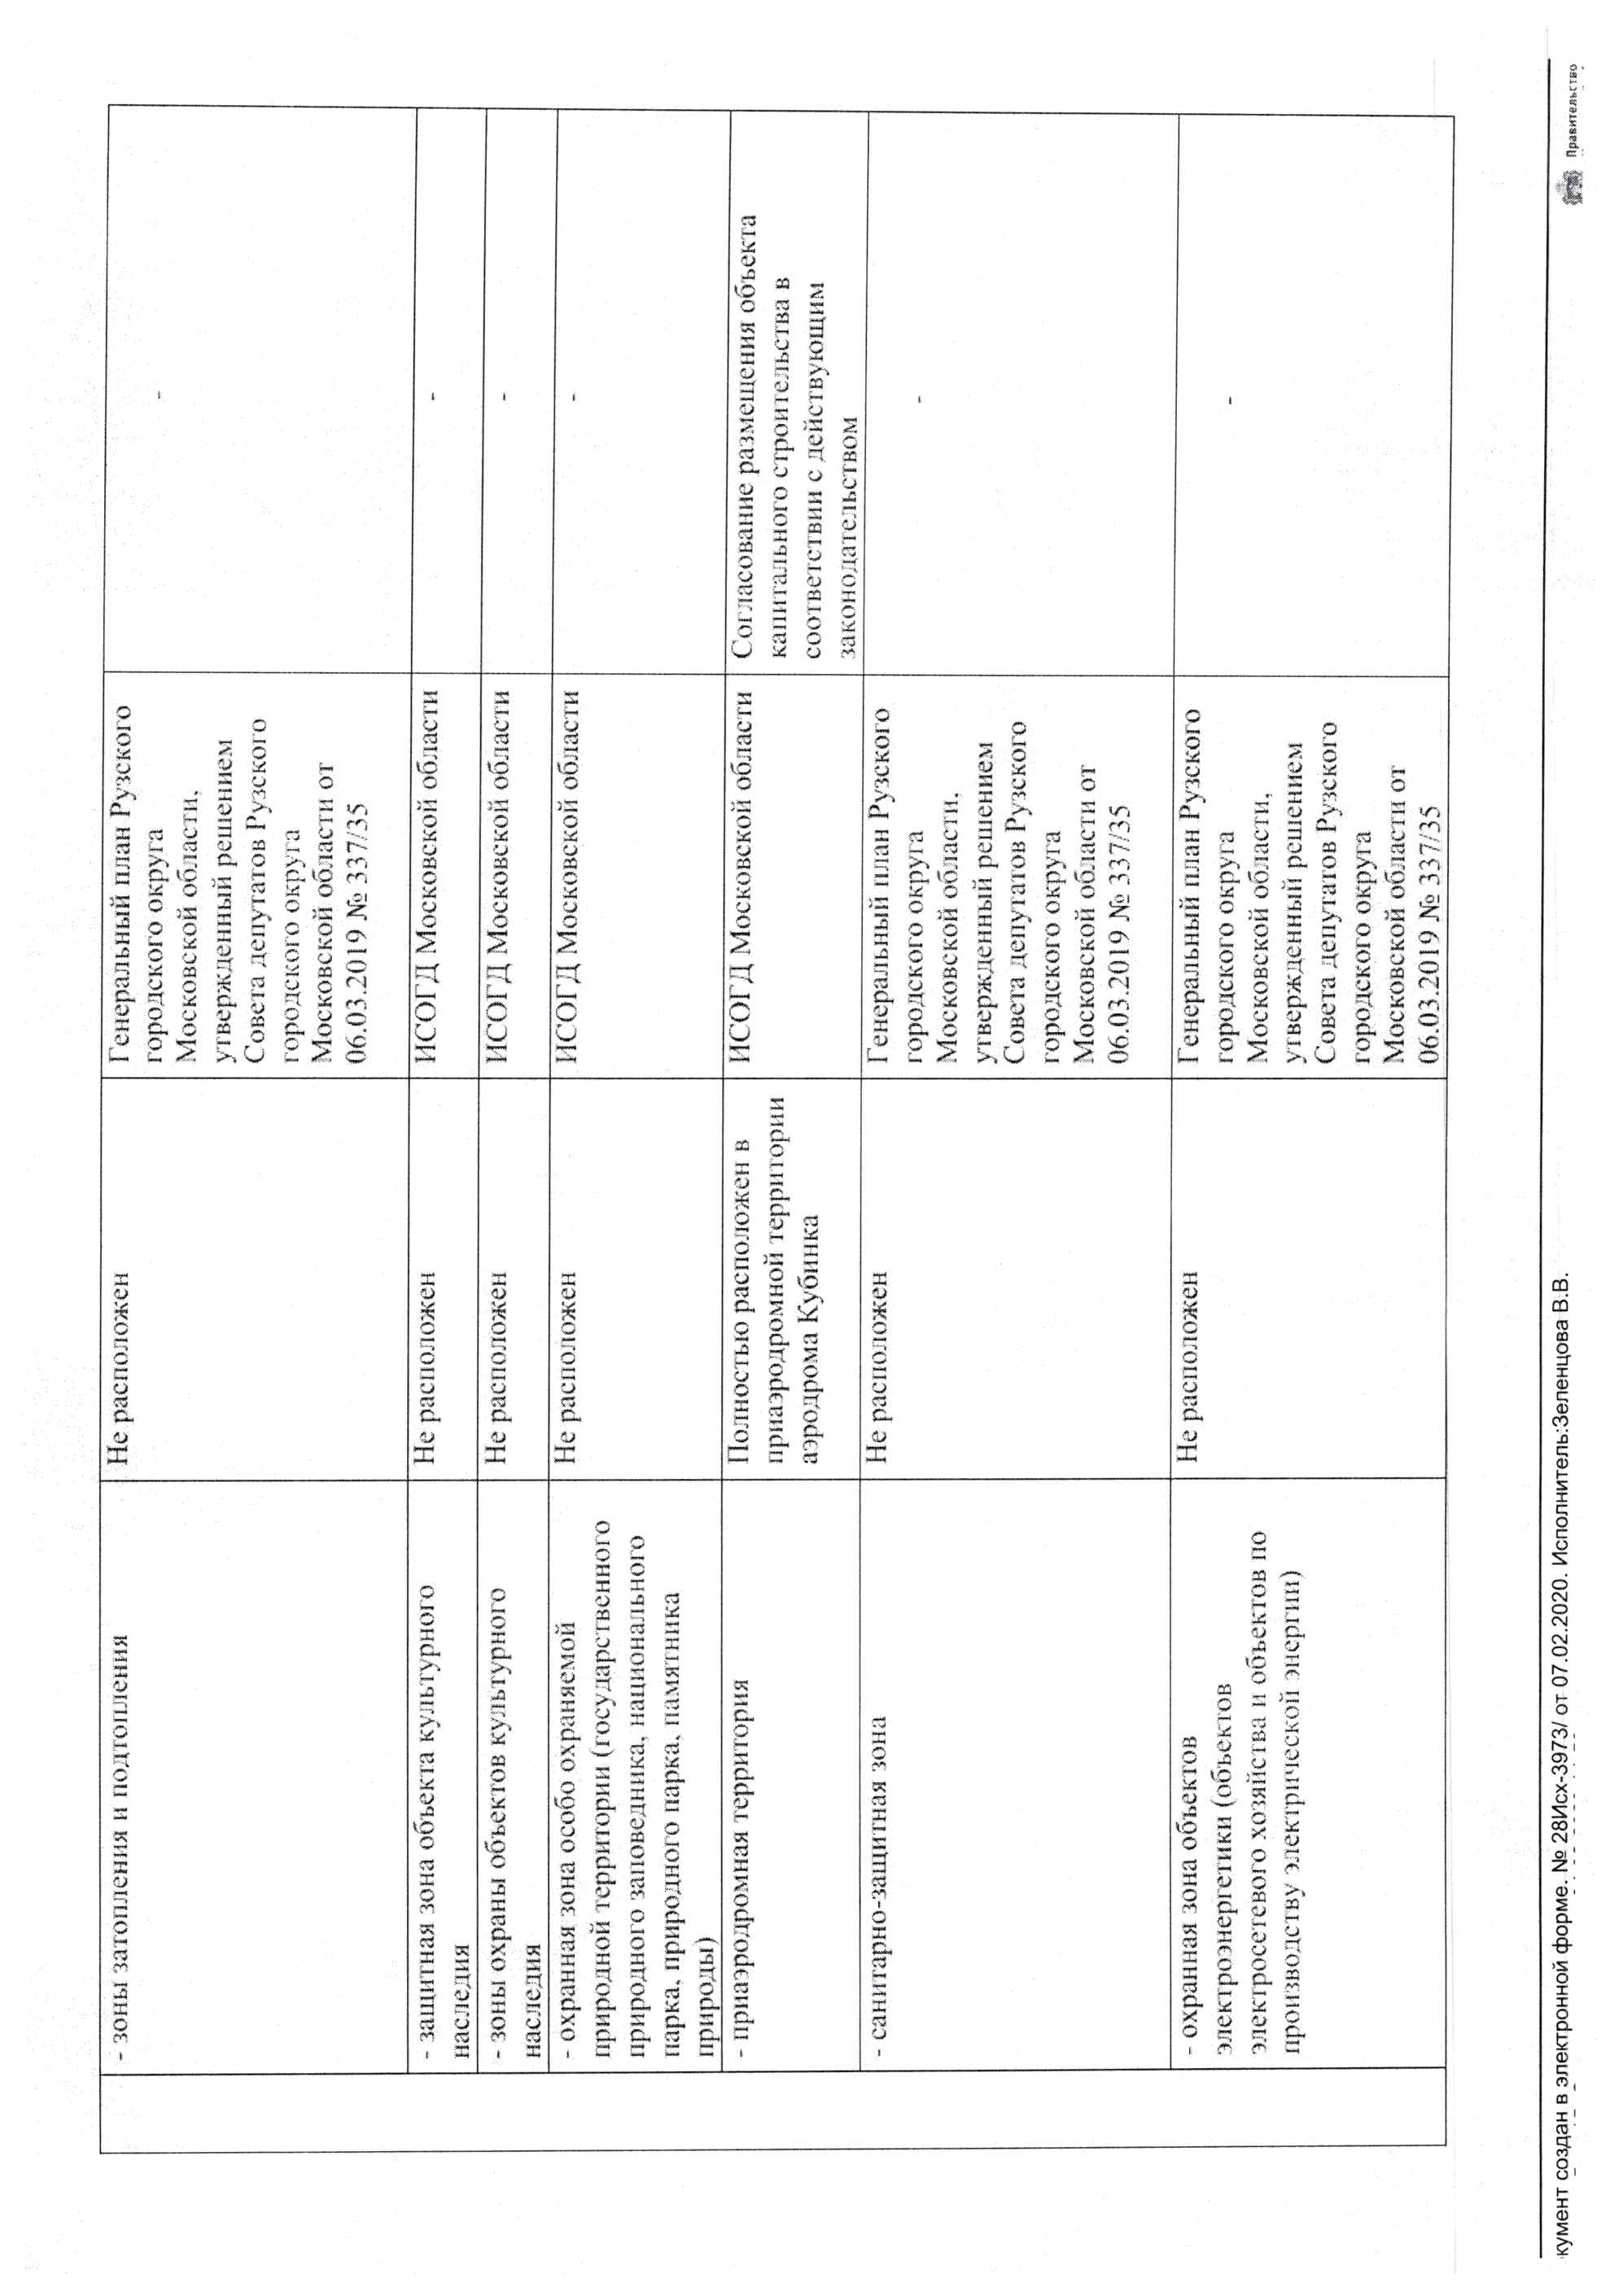 - зоны затопления и подтопления
Не расположен
Генеральный план Рузского
городского округа
Московской области,
утвержденный решением
Совета депутатов Рузского
городского округа
Московской области от
06.03.2019 № 337/35
-
- защитная зона объекта культурного
наследия
Не расположен
ИСОГД Московской области
-
- зоны охраны объектов культурного
наследия
Не расположен
ИСОГД Московской области
-
- охранная зона особо охраняемой
природной территории (государственного
природного заповедника, национального
парка, природного парка, памятника
природы)
Не расположен
ИСОГД Московской области
-
- приаэродромная территория
Полностью расположен в
приаэродромной территории
аэродрома Кубинка
ИСОГД Московской области
Согласование размещения объекта
капитального строительства в
соответствии с действующим
законодательством
- санитарно-защитная зона
Не расположен
Генеральный план Рузского
городского округа
Московской области,
утвержденный решением
Совета депутатов Рузского
городского округа
Московской области от
06.03.2019 № 337/35
-
- охранная зона объектов
электроэнергетики (объектов
электросетевого хозяйства и объектов по
производству электрической энергии)
Не расположен
Генеральный план Рузского
городского округа
Московской области,
утвержденный решением
Совета депутатов Рузского
городского округа
Московской области от
06.03.2019 № 337/35
-
кумент создан в электронной форме. № 28Исх-3973/ от 07.02.2020. Исполнитель:Зеленцова В.В.
Правительство